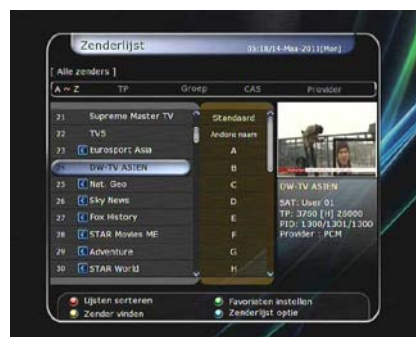 Zenderlijst
05:18/14-Maa-2011[Mon]
[ Alle zenders ]
A ~ Z TP Groep CAS Provider
21 Supreme Master TV
22 TV5
23 Eurosport Asia
24 DW-TV ASIEN
25 Nat. Geo
26 Sky News
27 Fox History
28 STAR Movies ME
29 Adventure
30 STAR World
Standaard
Andere naam
A
B
C
D
E
F
G
H
DW-TV ASIEN
SAT: User 01
TP: 3760 [H] 26000
PID: 1300/1301/1300
Provider : PCM
Lijsten sorteren
Favorieten instellen
Zender vinden
Zenderlijst optie